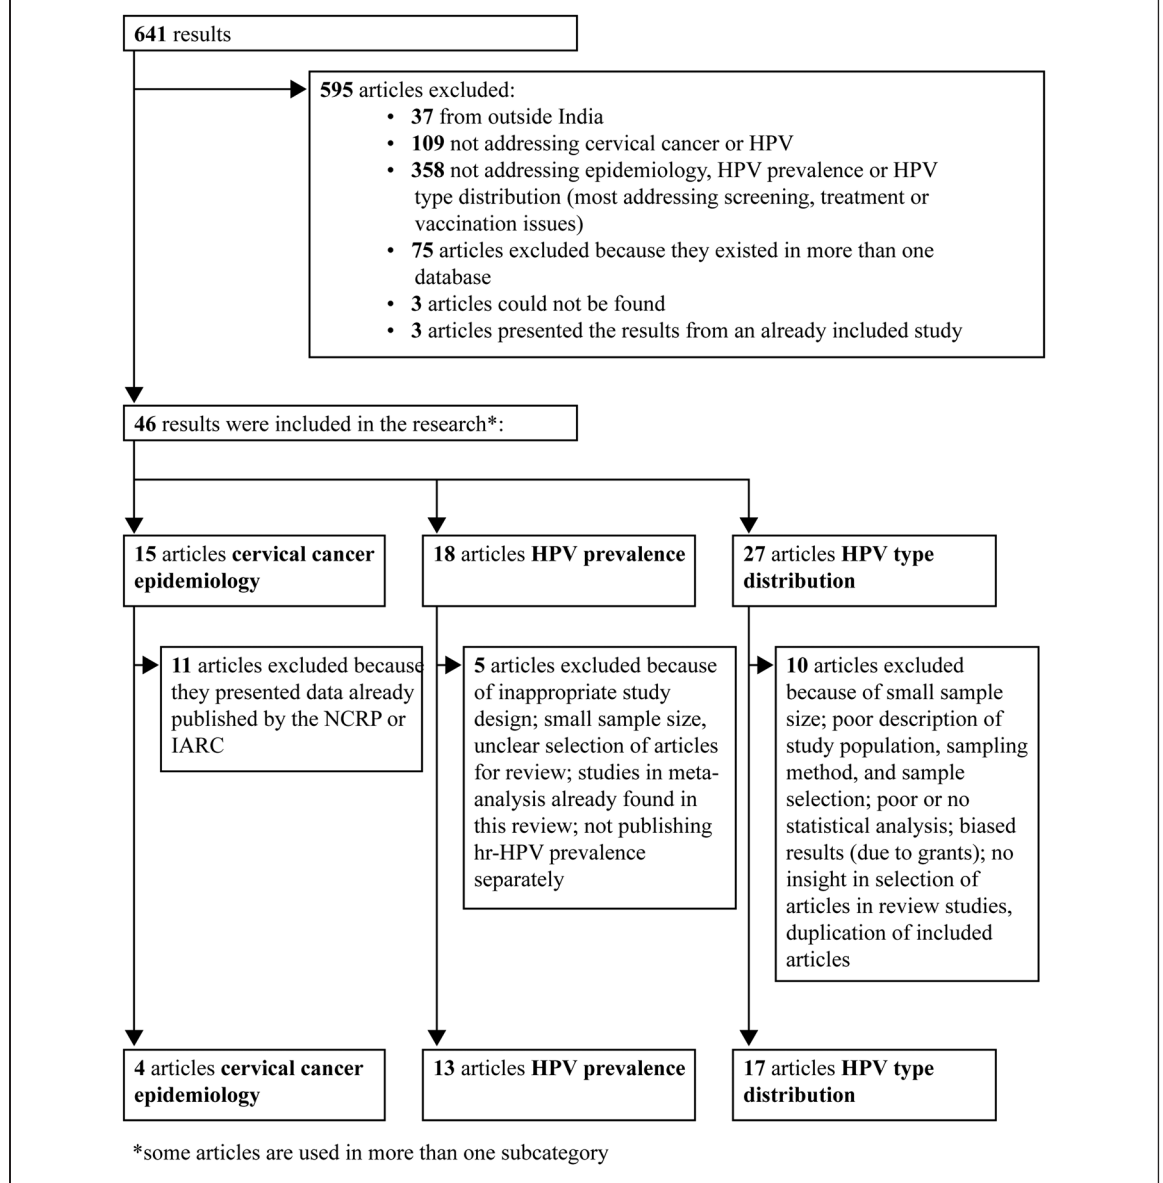 641 results
595 articles excluded:
• 37 from outside India
• 109 not addressing cervical cancer or HPV
• 358 not addressing epidemiology, HPV prevalence or HPV
type distribution (most addressing screening, treatment or
vaccination issues)
• 75 articles excluded because they existed in more than one
database
• 3 articles could not be found
• 3 articles presented the results from an already included study
46 results were included in the research*:
15 articles cervical cancer
epidemiology
18 articles HPV prevalence
27 articles HPV type
distribution
11 articles excluded because
they presented data already
published by the NCRP or
IARC
5 articles excluded because
of inappropriate study
design; small sample size,
unclear selection of articles
for review; studies in meta-
analysis already found in
this review; not publishing
hr-HPV prevalence
separately
10 articles excluded
because of small sample
size; poor description of
study population, sampling
method, and sample
selection; poor or no
statistical analysis; biased
results (due to grants); no
insight in selection of
articles in review studies,
duplication of included
articles
4 articles cervical cancer
epidemiology
13 articles HPV prevalence
17 articles HPV type
distribution
*some articles are used in more than one subcategory